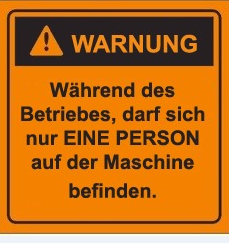 WARNUNG
Während des
Betriebes, darf sich
nur EINE PERSON
auf der Maschine
befinden.